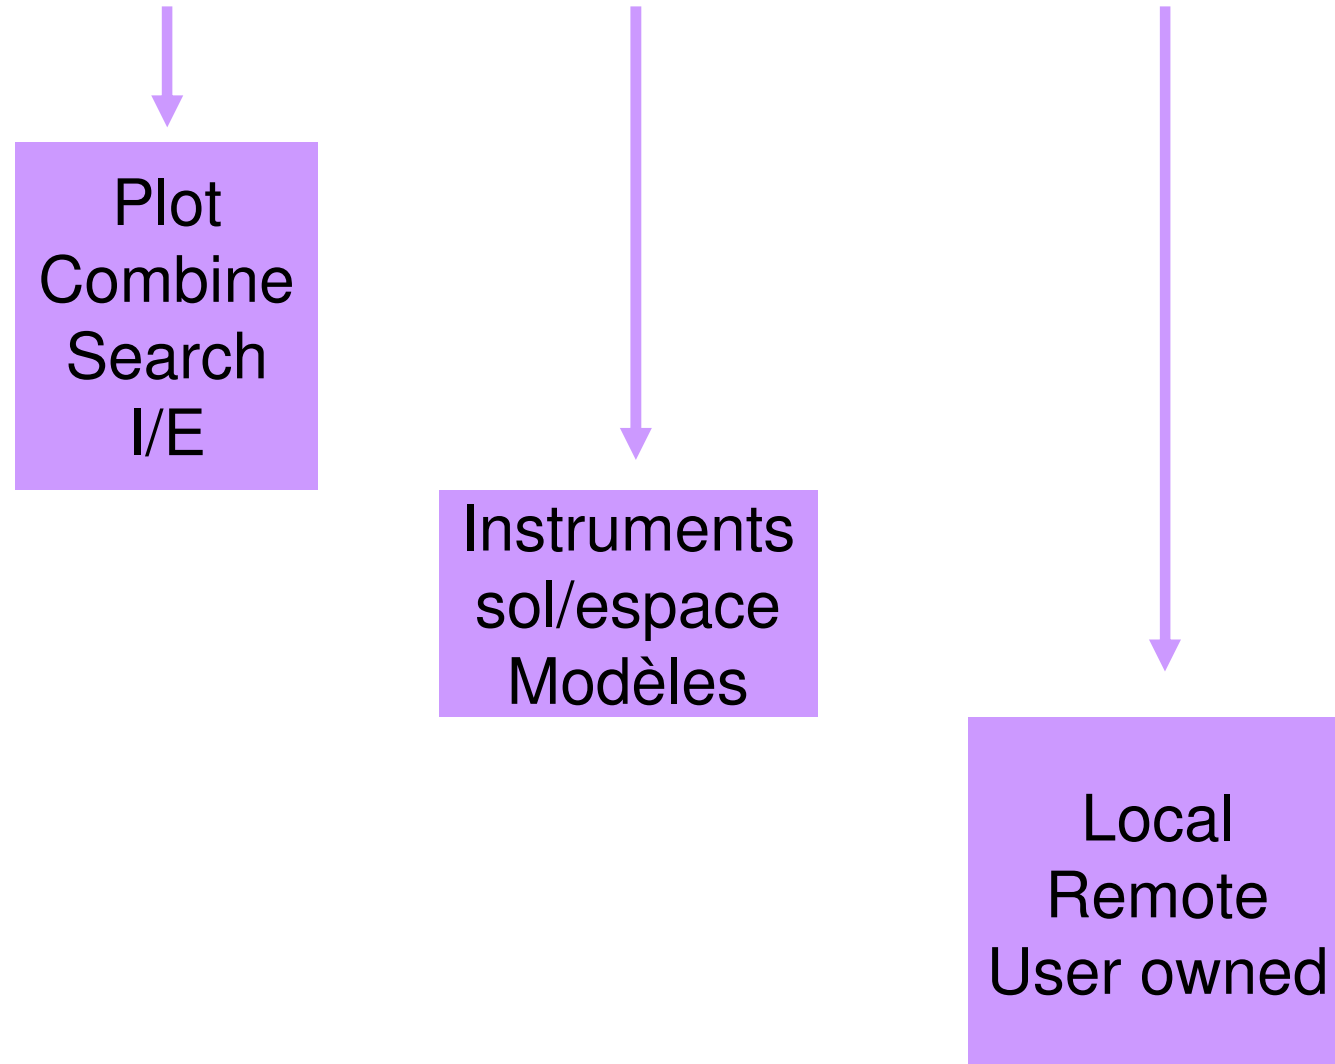 Plot
Combine
Search
I/E
Instruments
sol/espace
Modèles
Local
Remote
User owned